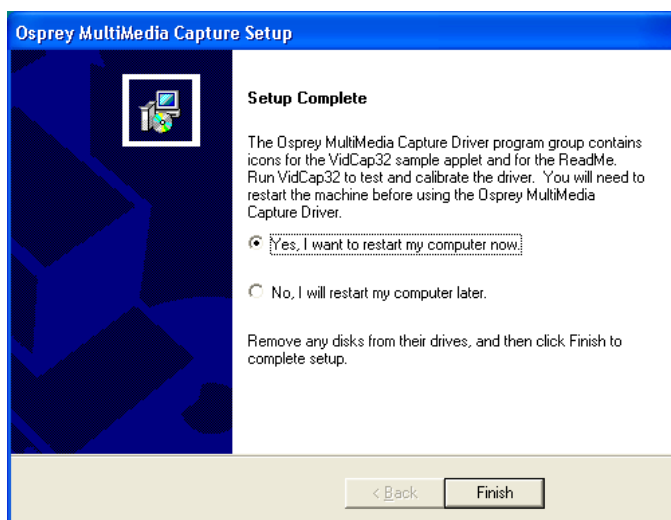 Osprey MultiMedia Capture Setup
Setup Complete
The Osprey MultiMedia Capture Driver program group contains
icons for the VidCap32 sample applet and for the ReadMe.
Run VidCap32 to test and calibrate the driver.  You will need to
restart the machine before using the Osprey MultiMedia
Capture Driver.
Yes, I want to restart my computer now.
No, I will restart my computer later.
Remove any disks from their drives, and then click Finish to
complete setup.
< Back
Finish